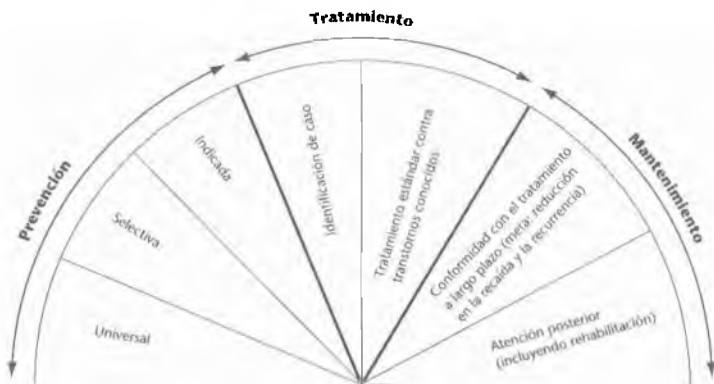 Tratamiento
Prevención
Mantenimiento
Universal
Selectiva
Indicada
Identificación de caso
Tratamiento estándar contra
transtornos conocidos
Conformidad con el tratamiento
a largo plazo (meta: reducción
en la recaída y la recurrencia)
Atención posterior
(incluyendo rehabilitación)